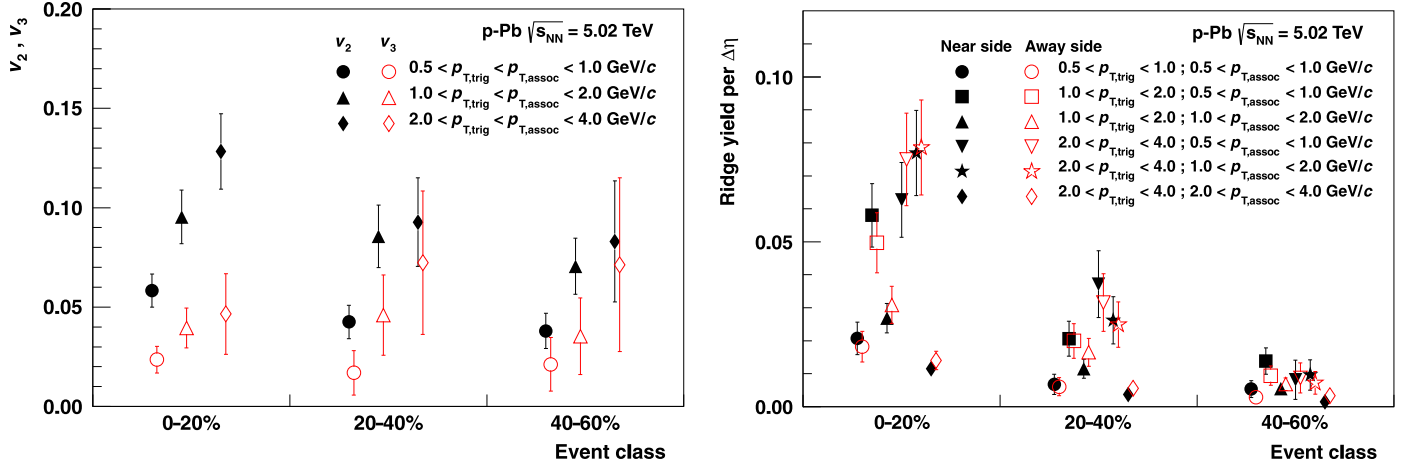 v₂ , v₃
0.20
0.15
0.10
0.05
0.00
p-Pb √sNN = 5.02 TeV
v₂ v₃
0.5 < pT,trig < pT,assoc < 1.0 GeV/c
1.0 < pT,trig < pT,assoc < 2.0 GeV/c
2.0 < pT,trig < pT,assoc < 4.0 GeV/c
0-20% 20-40% 40-60%
Event class
Ridge yield per Δη
0.10
0.05
0.00
p-Pb √sNN = 5.02 TeV
Near side Away side
0.5 < pT,trig < 1.0 ; 0.5 < pT,assoc < 1.0 GeV/c
1.0 < pT,trig < 2.0 ; 0.5 < pT,assoc < 1.0 GeV/c
1.0 < pT,trig < 2.0 ; 1.0 < pT,assoc < 2.0 GeV/c
2.0 < pT,trig < 4.0 ; 0.5 < pT,assoc < 1.0 GeV/c
2.0 < pT,trig < 4.0 ; 1.0 < pT,assoc < 2.0 GeV/c
2.0 < pT,trig < 4.0 ; 2.0 < pT,assoc < 4.0 GeV/c
0-20% 20-40% 40-60%
Event class